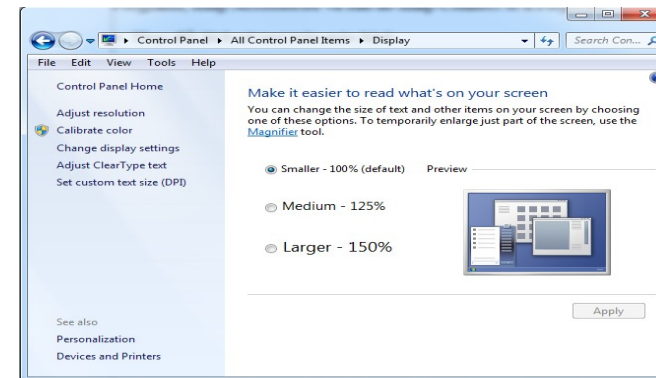 Control Panel ▸ All Control Panel Items ▸ Display
Search Con...
File Edit View Tools Help
Control Panel Home
Adjust resolution
Calibrate color
Change display settings
Adjust ClearType text
Set custom text size (DPI)
See also
Personalization
Devices and Printers
Make it easier to read what's on your screen
You can change the size of text and other items on your screen by choosing
one of these options. To temporarily enlarge just part of the screen, use the
Magnifier tool.
Smaller - 100% (default) Preview
Medium - 125%
Larger - 150%
Apply